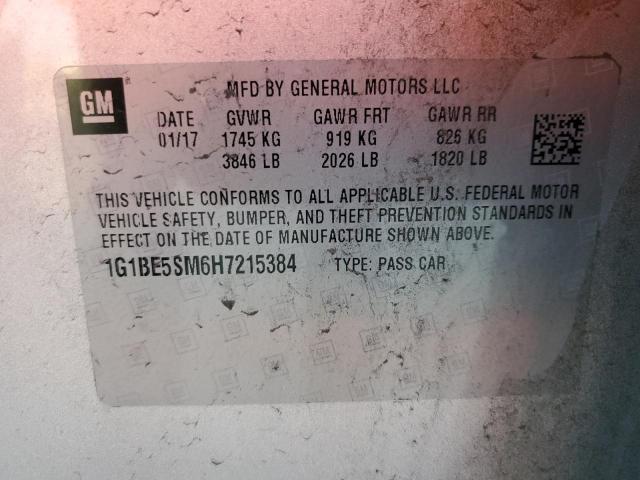 GM
MFD BY GENERAL MOTORS LLC
DATE GVWR GAWR FRT GAWR RR
01/17 1745 KG 919 KG 826 KG
3846 LB 2026 LB 1820 LB
THIS VEHICLE CONFORMS TO ALL APPLICABLE U.S. FEDERAL MOTOR
VEHICLE SAFETY, BUMPER, AND THEFT PREVENTION STANDARDS IN
EFFECT ON THE DATE OF MANUFACTURE SHOWN ABOVE.
1G1BE5SM6H7215384 TYPE: PASS CAR